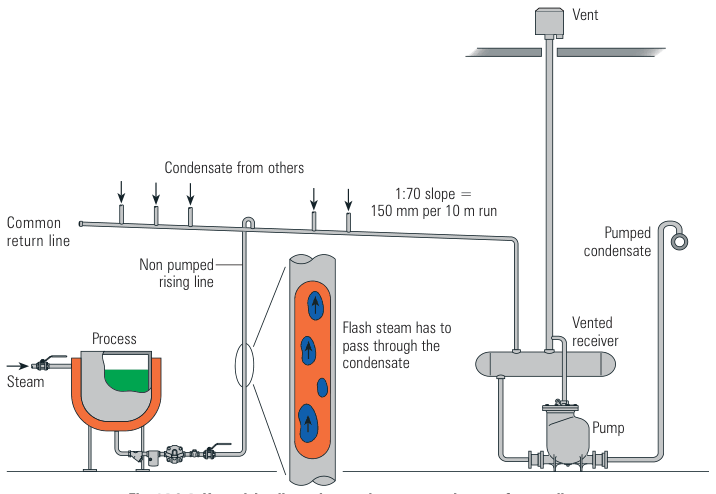 Vent
Condensate from others
1:70 slope =
150 mm per 10 m run
Common
return line
Pumped
condensate
Non pumped
rising line
Flash steam has to
pass through the
condensate
Vented
receiver
Process
Steam
Pump